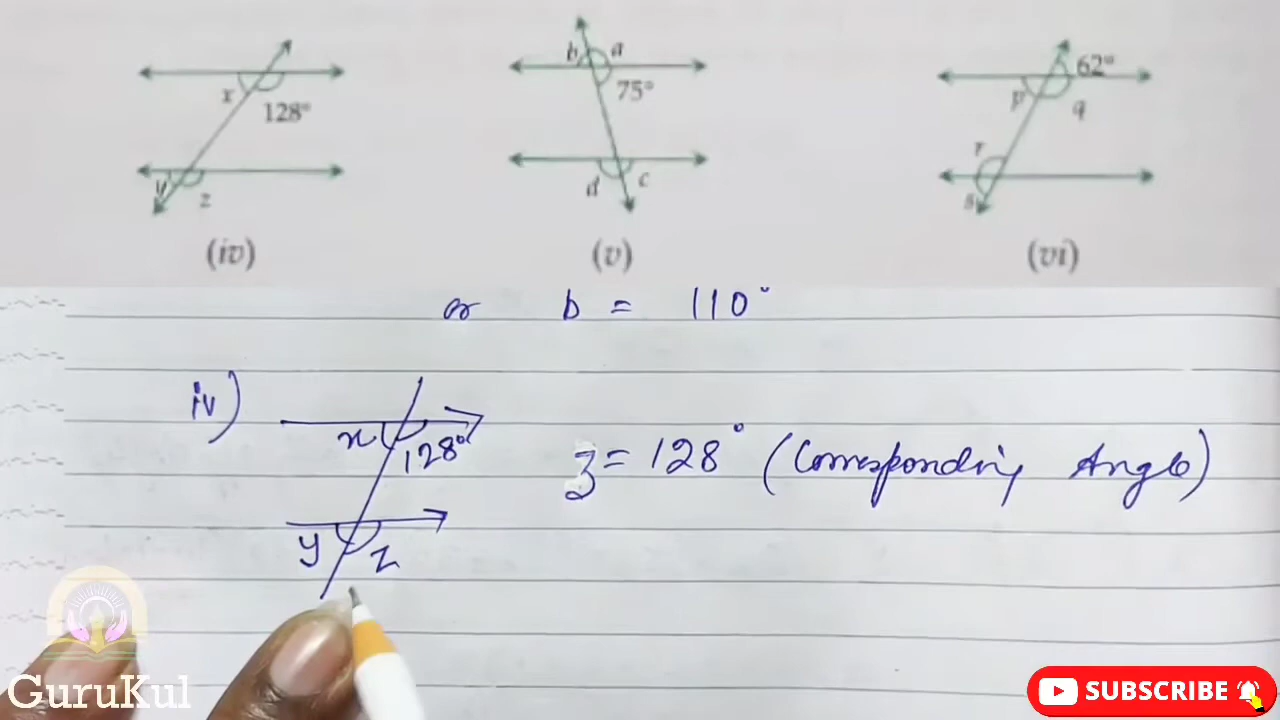 x 128° y z
b a 75° d c
62° p q r s
(iv) (v) (vi)
or b = 110°
iv) x 128° z = 128° (Corresponding Angle)
y z
GuruKul
SUBSCRIBE